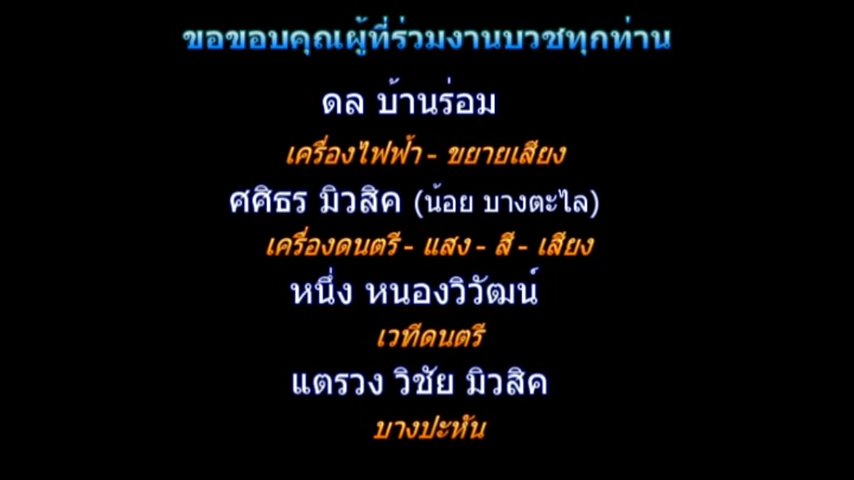 ขอขอบคุณผู้ที่ร่วมงานบวชทุกท่าน
ดล บ้านร่อม
เครื่องไฟฟ้า - ขยายเสียง
ศศิธร มิวสิค (น้อย บางตะไล)
เครื่องดนตรี - แสง - สี - เสียง
หนึ่ง หนองวิวัฒน์
เวทีดนตรี
แตรวง วิชัย มิวสิค
บางปะหัน